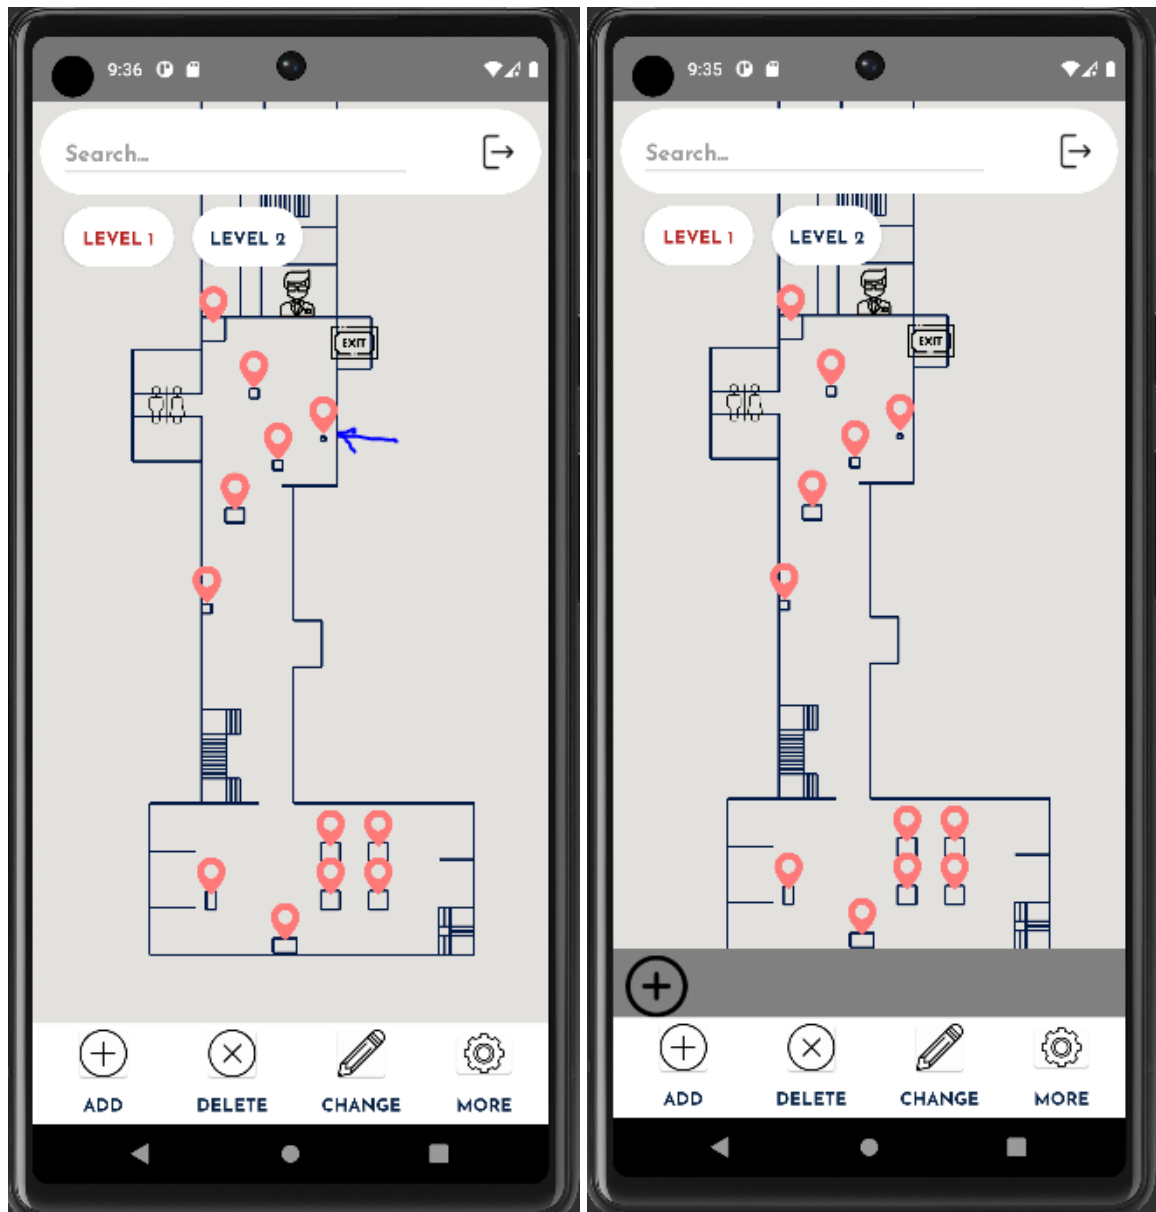 9:36
Search...
LEVEL 1 LEVEL 2
EXIT
ADD DELETE CHANGE MORE
9:35
Search...
LEVEL 1 LEVEL 2
EXIT
ADD DELETE CHANGE MORE